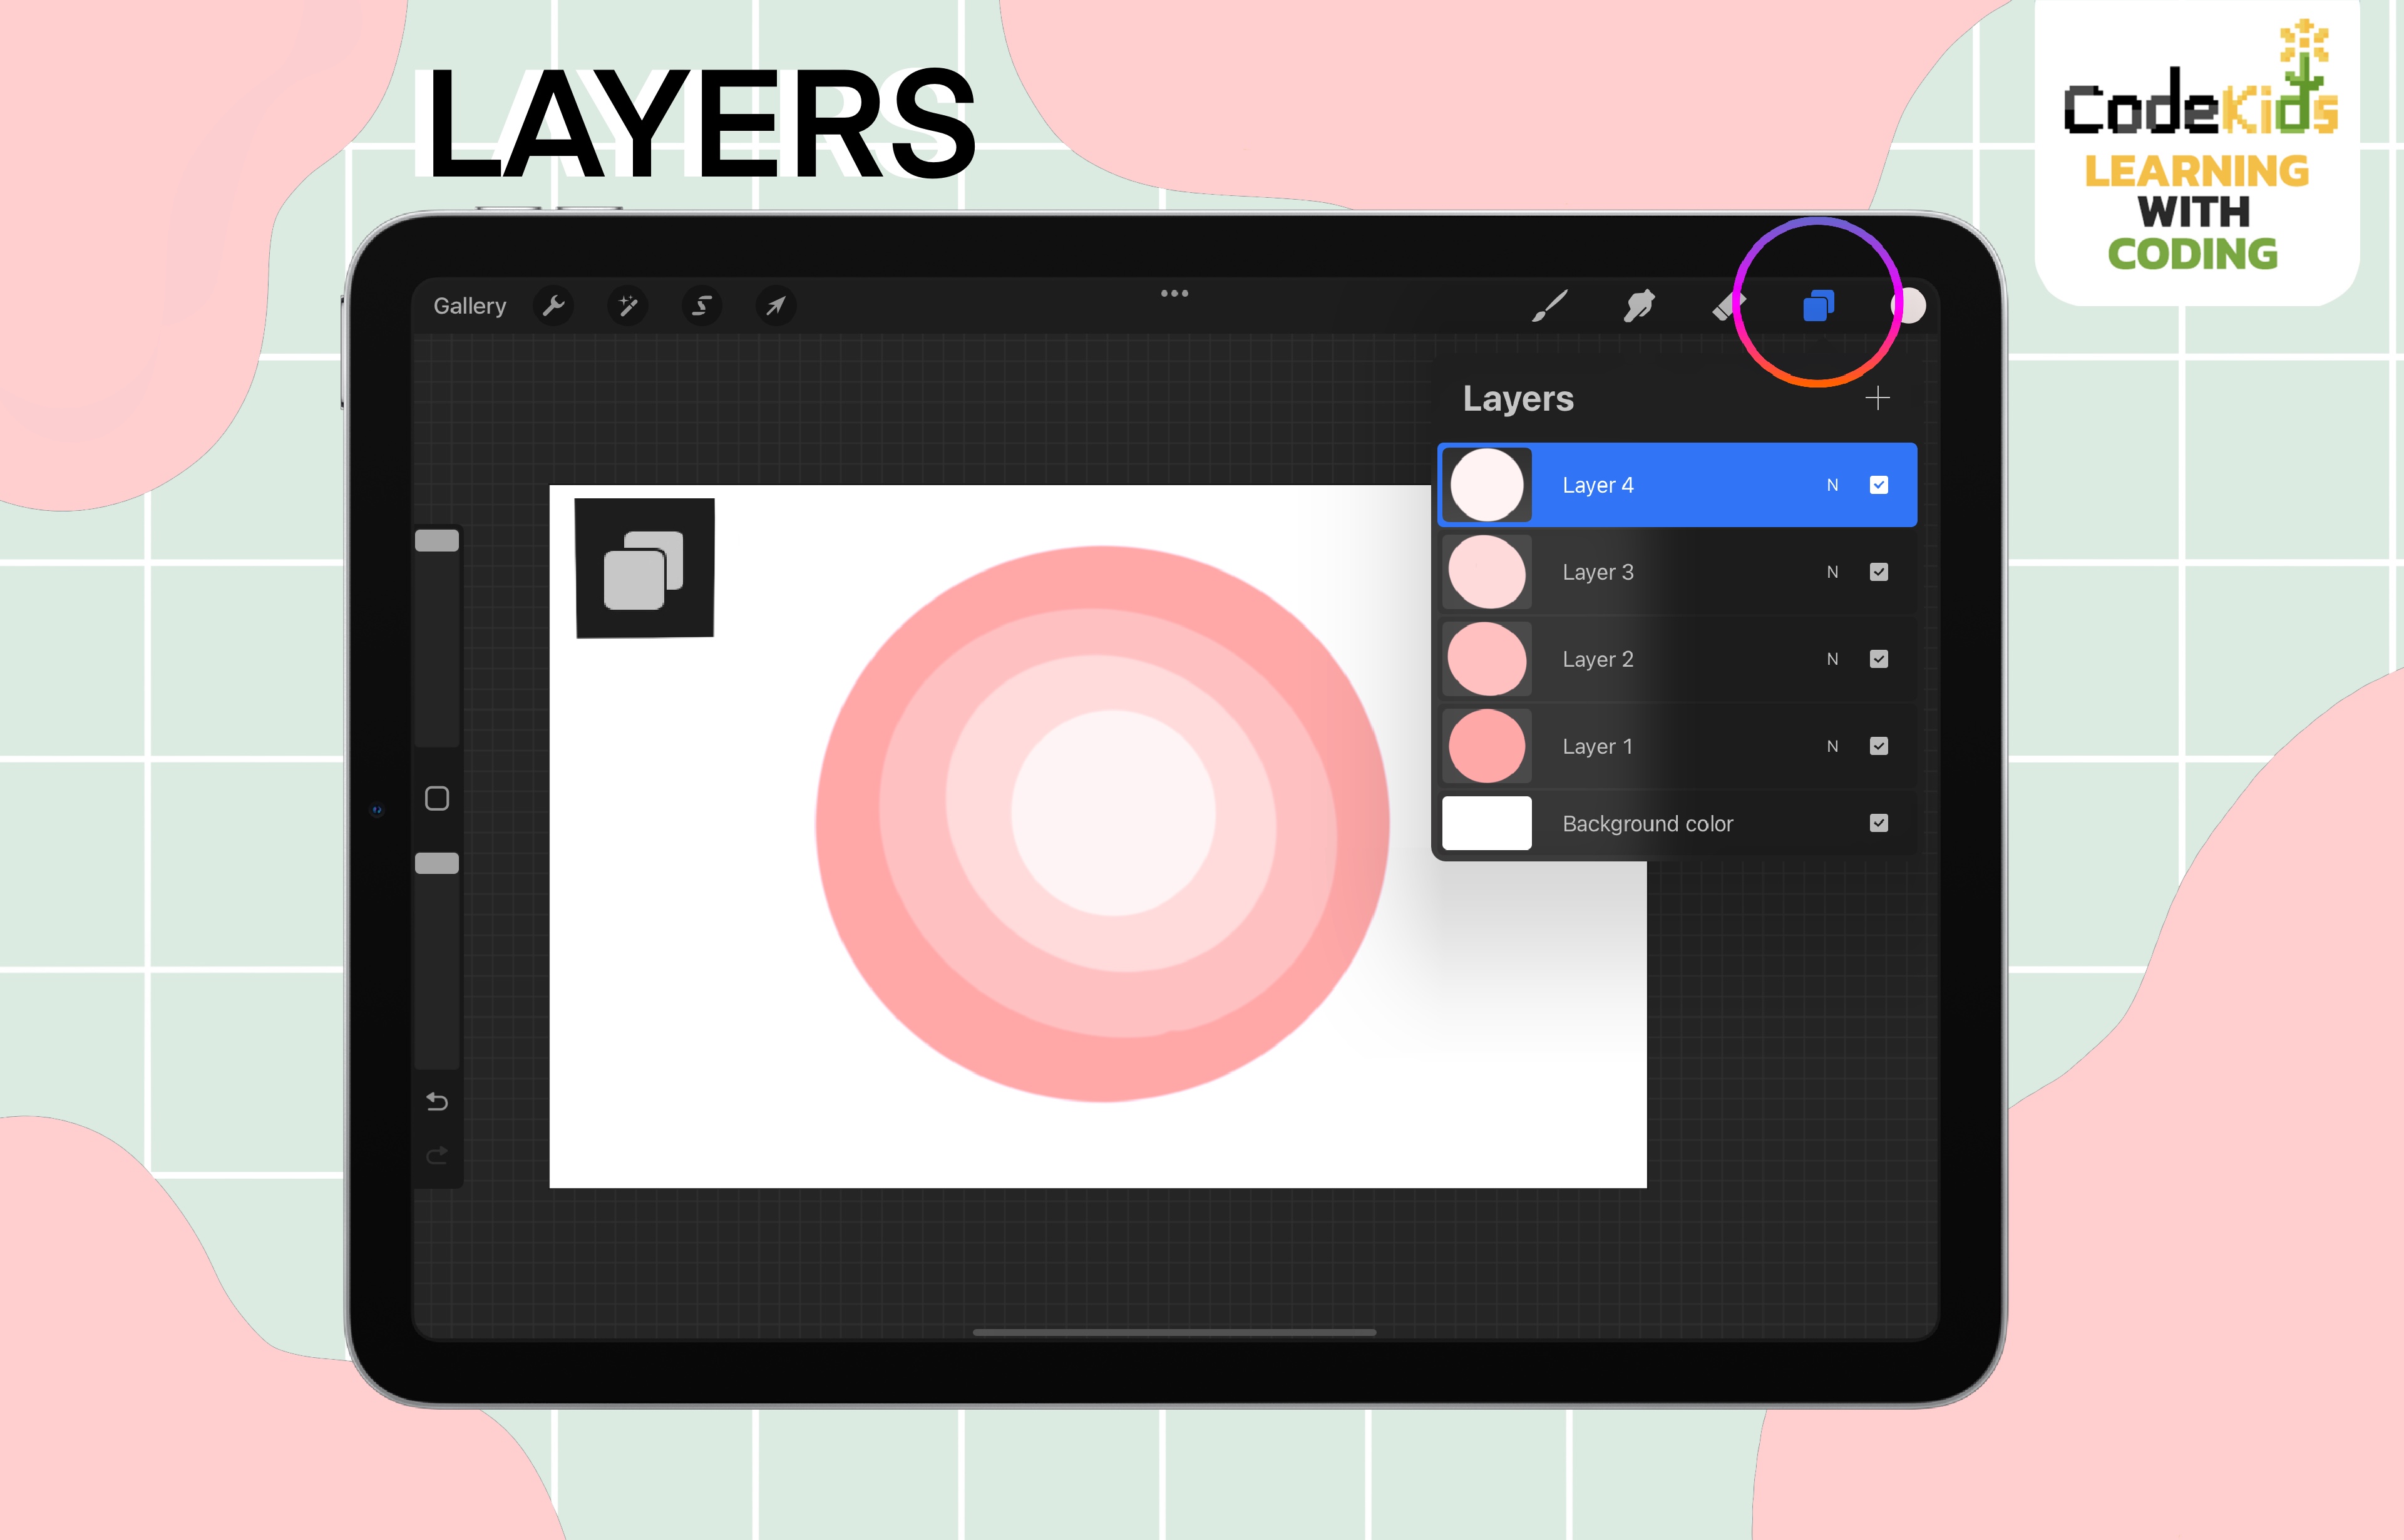 LAYERS
CodeKids
LEARNING
WITH
CODING
Gallery
Layers
Layer 4 N
Layer 3 N
Layer 2 N
Layer 1 N
Background color